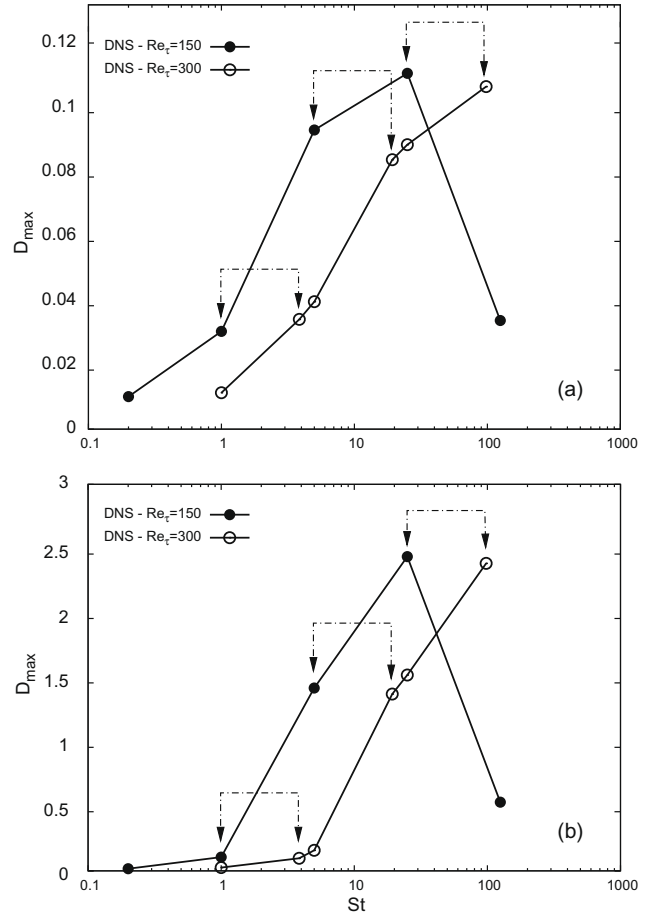 0.12
0.1
0.08
0.06
0.04
0.02
0
D_max
DNS - Re_τ=150
DNS - Re_τ=300
(a)
0.1 1 10 100 1000
3
2.5
2
1.5
1
0.5
0
D_max
DNS - Re_τ=150
DNS - Re_τ=300
(b)
0.1 1 10 100 1000
St